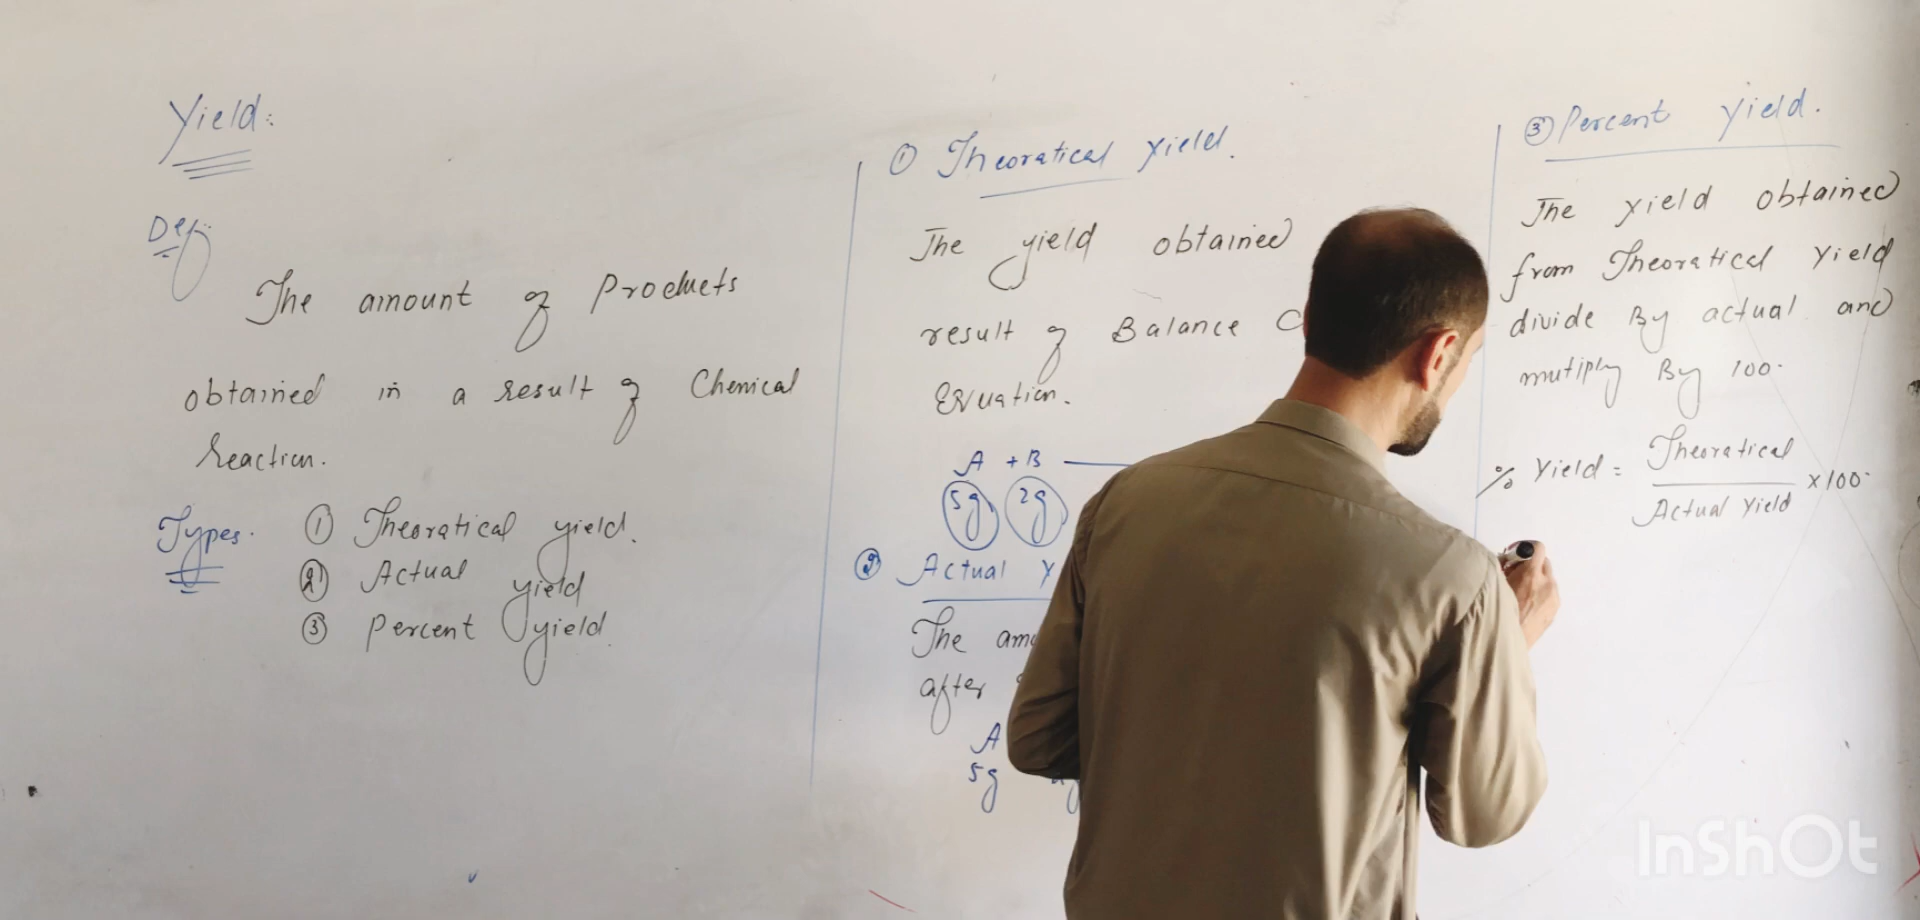 Yield:
Def:
The amount of Products
obtained in a result of Chemical
reaction.
Types. ① Theoratical yield.
② Actual yield
③ Percent yield.
① Theoratical Yield.
The yield obtained
result of Balance C
Equation.
A + B
5g 2g
② Actual Y
The amo
after
A
5g
③ Percent Yield.
The Yield obtained
from Theoratical Yield
divide By actual and
mutiply By 100.
% Yield = Theoratical
Actual Yield × 100.
InShOt